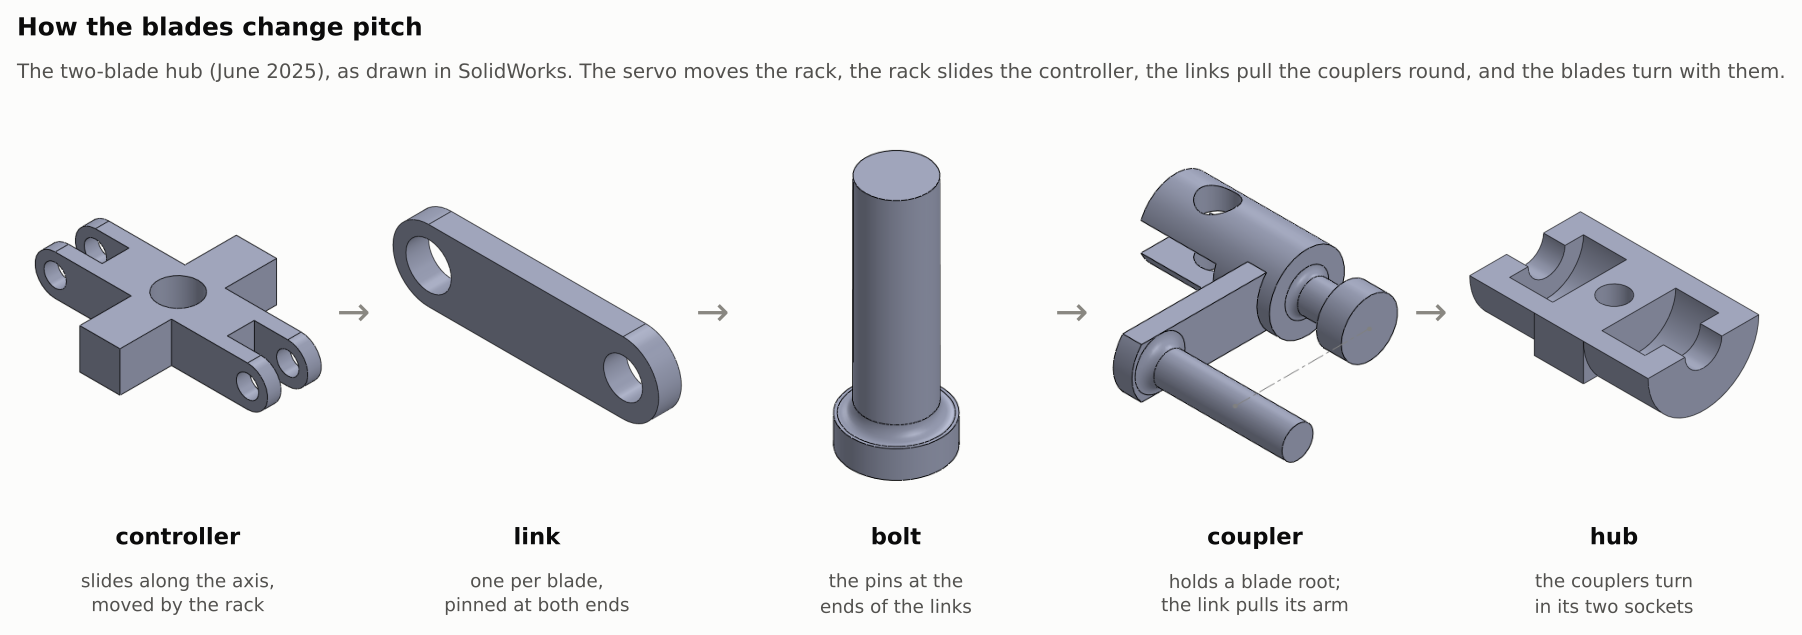 How the blades change pitch
The two-blade hub (June 2025), as drawn in SolidWorks. The servo moves the rack, the rack slides the controller, the links pull the couplers round, and the blades turn with them.
controller
slides along the axis,
moved by the rack
link
one per blade,
pinned at both ends
bolt
the pins at the
ends of the links
coupler
holds a blade root;
the link pulls its arm
hub
the couplers turn
in its two sockets